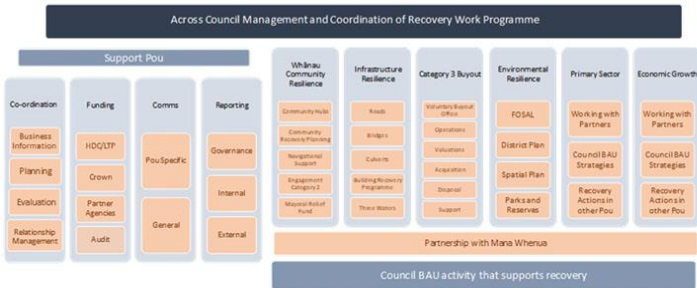 Across Council Management and Coordination of Recovery Work Programme
Support Pou
Co-ordination
Business
Information
Planning
Evaluation
Relationship
Management
Funding
HDC/LTP
Crown
Partner
Agencies
Audit
Comms
Pou Specific
General
Reporting
Governance
Internal
External
Whānau
Community
Resilience
Community Hubs
Community
Recovery Planning
Navigational
Support
Engagement
Category 2
Mayoral Relief
Fund
Infrastructure
Resilience
Roads
Bridges
Culverts
Building Recovery
Programme
Three Waters
Category 3 Buyout
Voluntary Buyout
Office
Operations
Valuations
Acquisition
Disposal
Support
Environmental
Resilience
FOSAL
District Plan
Spatial Plan
Parks and
Reserves
Primary Sector
Working with
Partners
Council BAU
Strategies
Recovery
Actions in
other Pou
Economic Growth
Working with
Partners
Council BAU
Strategies
Recovery
Actions in
other Pou
Partnership with Mana Whenua
Council BAU activity that supports recovery